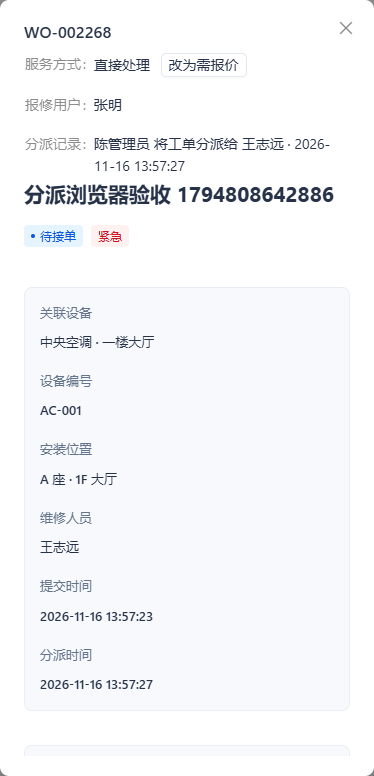 WO-002268
服务方式: 直接处理 改为需报价
报修用户: 张明
分派记录: 陈管理员 将工单分派给 王志远 · 2026-
11-16 13:57:27
分派浏览器验收 1794808642886
• 待接单 紧急
关联设备
中央空调 · 一楼大厅
设备编号
AC-001
安装位置
A 座 · 1F 大厅
维修人员
王志远
提交时间
2026-11-16 13:57:23
分派时间
2026-11-16 13:57:27